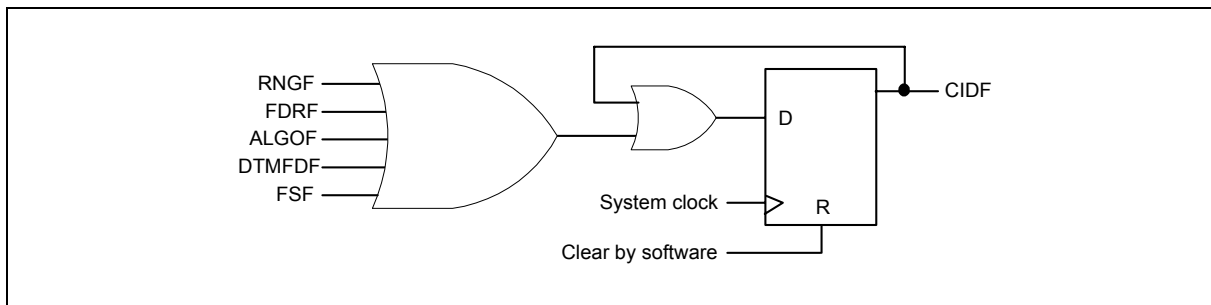 RNGF
FDRF
ALGOF
DTMFDF
FSF
CIDF
D
System clock
R
Clear by software